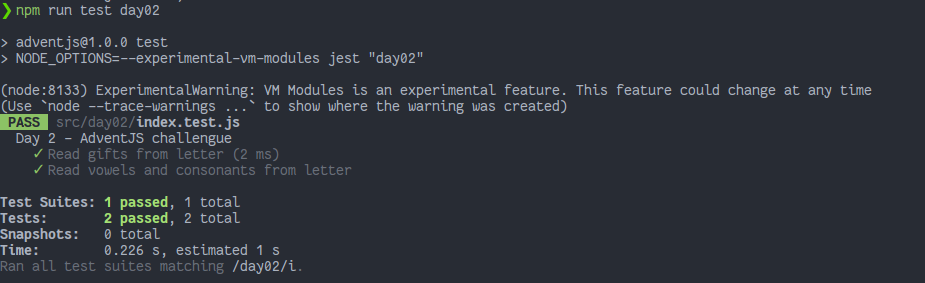 ❯ npm run test day02
> adventjs@1.0.0 test
> NODE_OPTIONS=--experimental-vm-modules jest "day02"
(node:8133) ExperimentalWarning: VM Modules is an experimental feature. This feature could change at any time
(Use `node --trace-warnings ...` to show where the warning was created)
PASS src/day02/index.test.js
Day 2 - AdventJS challengue
✓ Read gifts from letter (2 ms)
✓ Read vowels and consonants from letter
Test Suites: 1 passed, 1 total
Tests: 2 passed, 2 total
Snapshots: 0 total
Time: 0.226 s, estimated 1 s
Ran all test suites matching /day02/i.